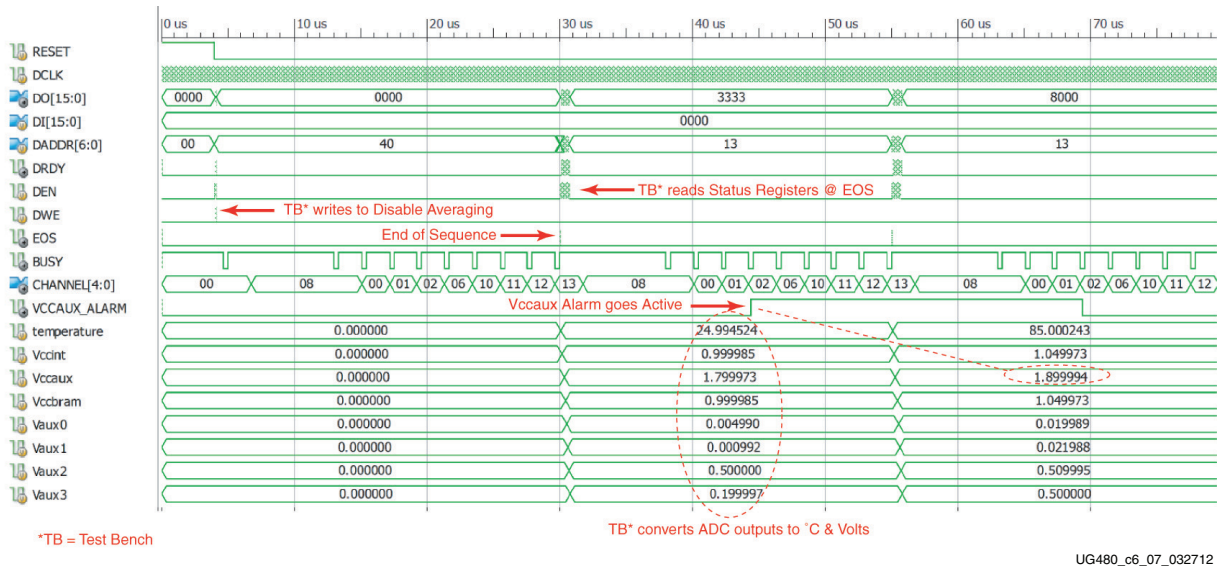 0 us 10 us 20 us 30 us 40 us 50 us 60 us 70 us
RESET
DCLK
DO[15:0] 0000 0000 3333 8000
DI[15:0] 0000
DADDR[6:0] 00 40 13 13
DRDY
DEN TB* reads Status Registers @ EOS
DWE TB* writes to Disable Averaging
EOS End of Sequence
BUSY
CHANNEL[4:0] 00 08 00 01 02 06 10 11 12 13 08 00 01 02 06 10 11 12 13 08 00 01 02 06 10 11 12
VCCAUX_ALARM Vccaux Alarm goes Active
temperature 0.000000 24.994524 85.000243
Vccint 0.000000 0.999985 1.049973
Vccaux 0.000000 1.799973 1.899994
Vccbram 0.000000 0.999985 1.049973
Vaux0 0.000000 0.004990 0.019989
Vaux1 0.000000 0.000992 0.021988
Vaux2 0.000000 0.500000 0.509995
Vaux3 0.000000 0.199997 0.500000
TB* converts ADC outputs to ˚C & Volts
*TB = Test Bench
UG480_c6_07_032712